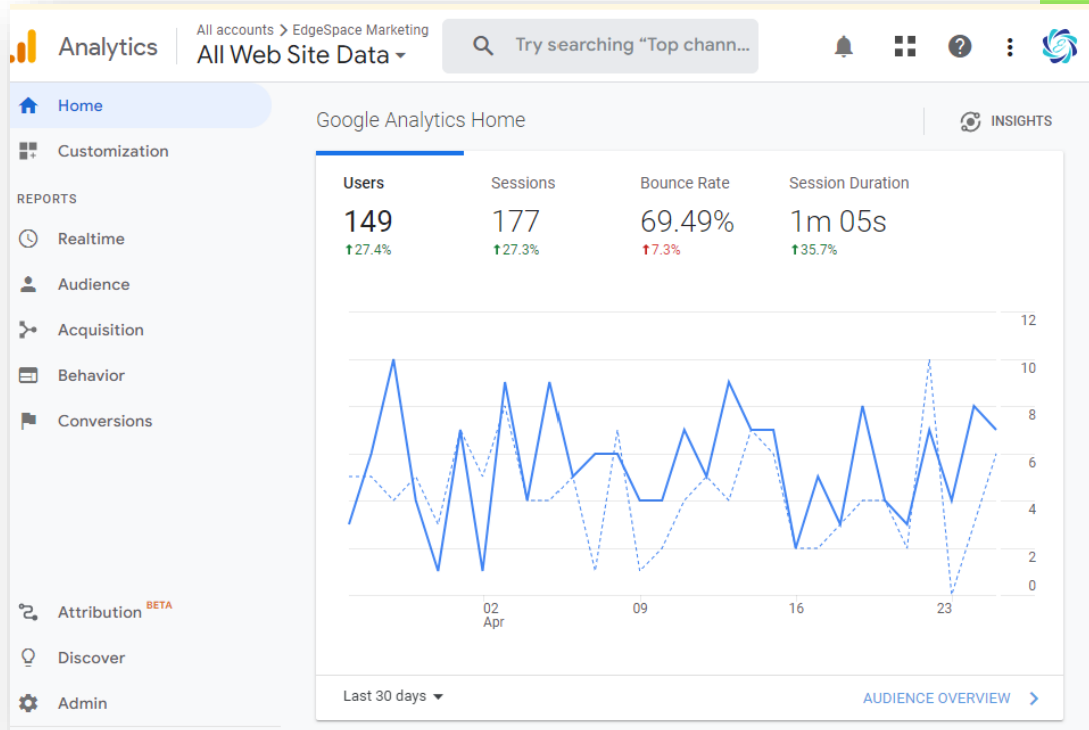 Analytics
All accounts > EdgeSpace Marketing
All Web Site Data
Try searching “Top chann...
Home
Customization
REPORTS
Realtime
Audience
Acquisition
Behavior
Conversions
Attribution BETA
Discover
Admin
Google Analytics Home
INSIGHTS
Users Sessions Bounce Rate Session Duration
149 177 69.49% 1m 05s
↑27.4% ↑27.3% ↑7.3% ↑35.7%
12
10
8
6
4
2
0
02 09 16 23
Apr
Last 30 days
AUDIENCE OVERVIEW >